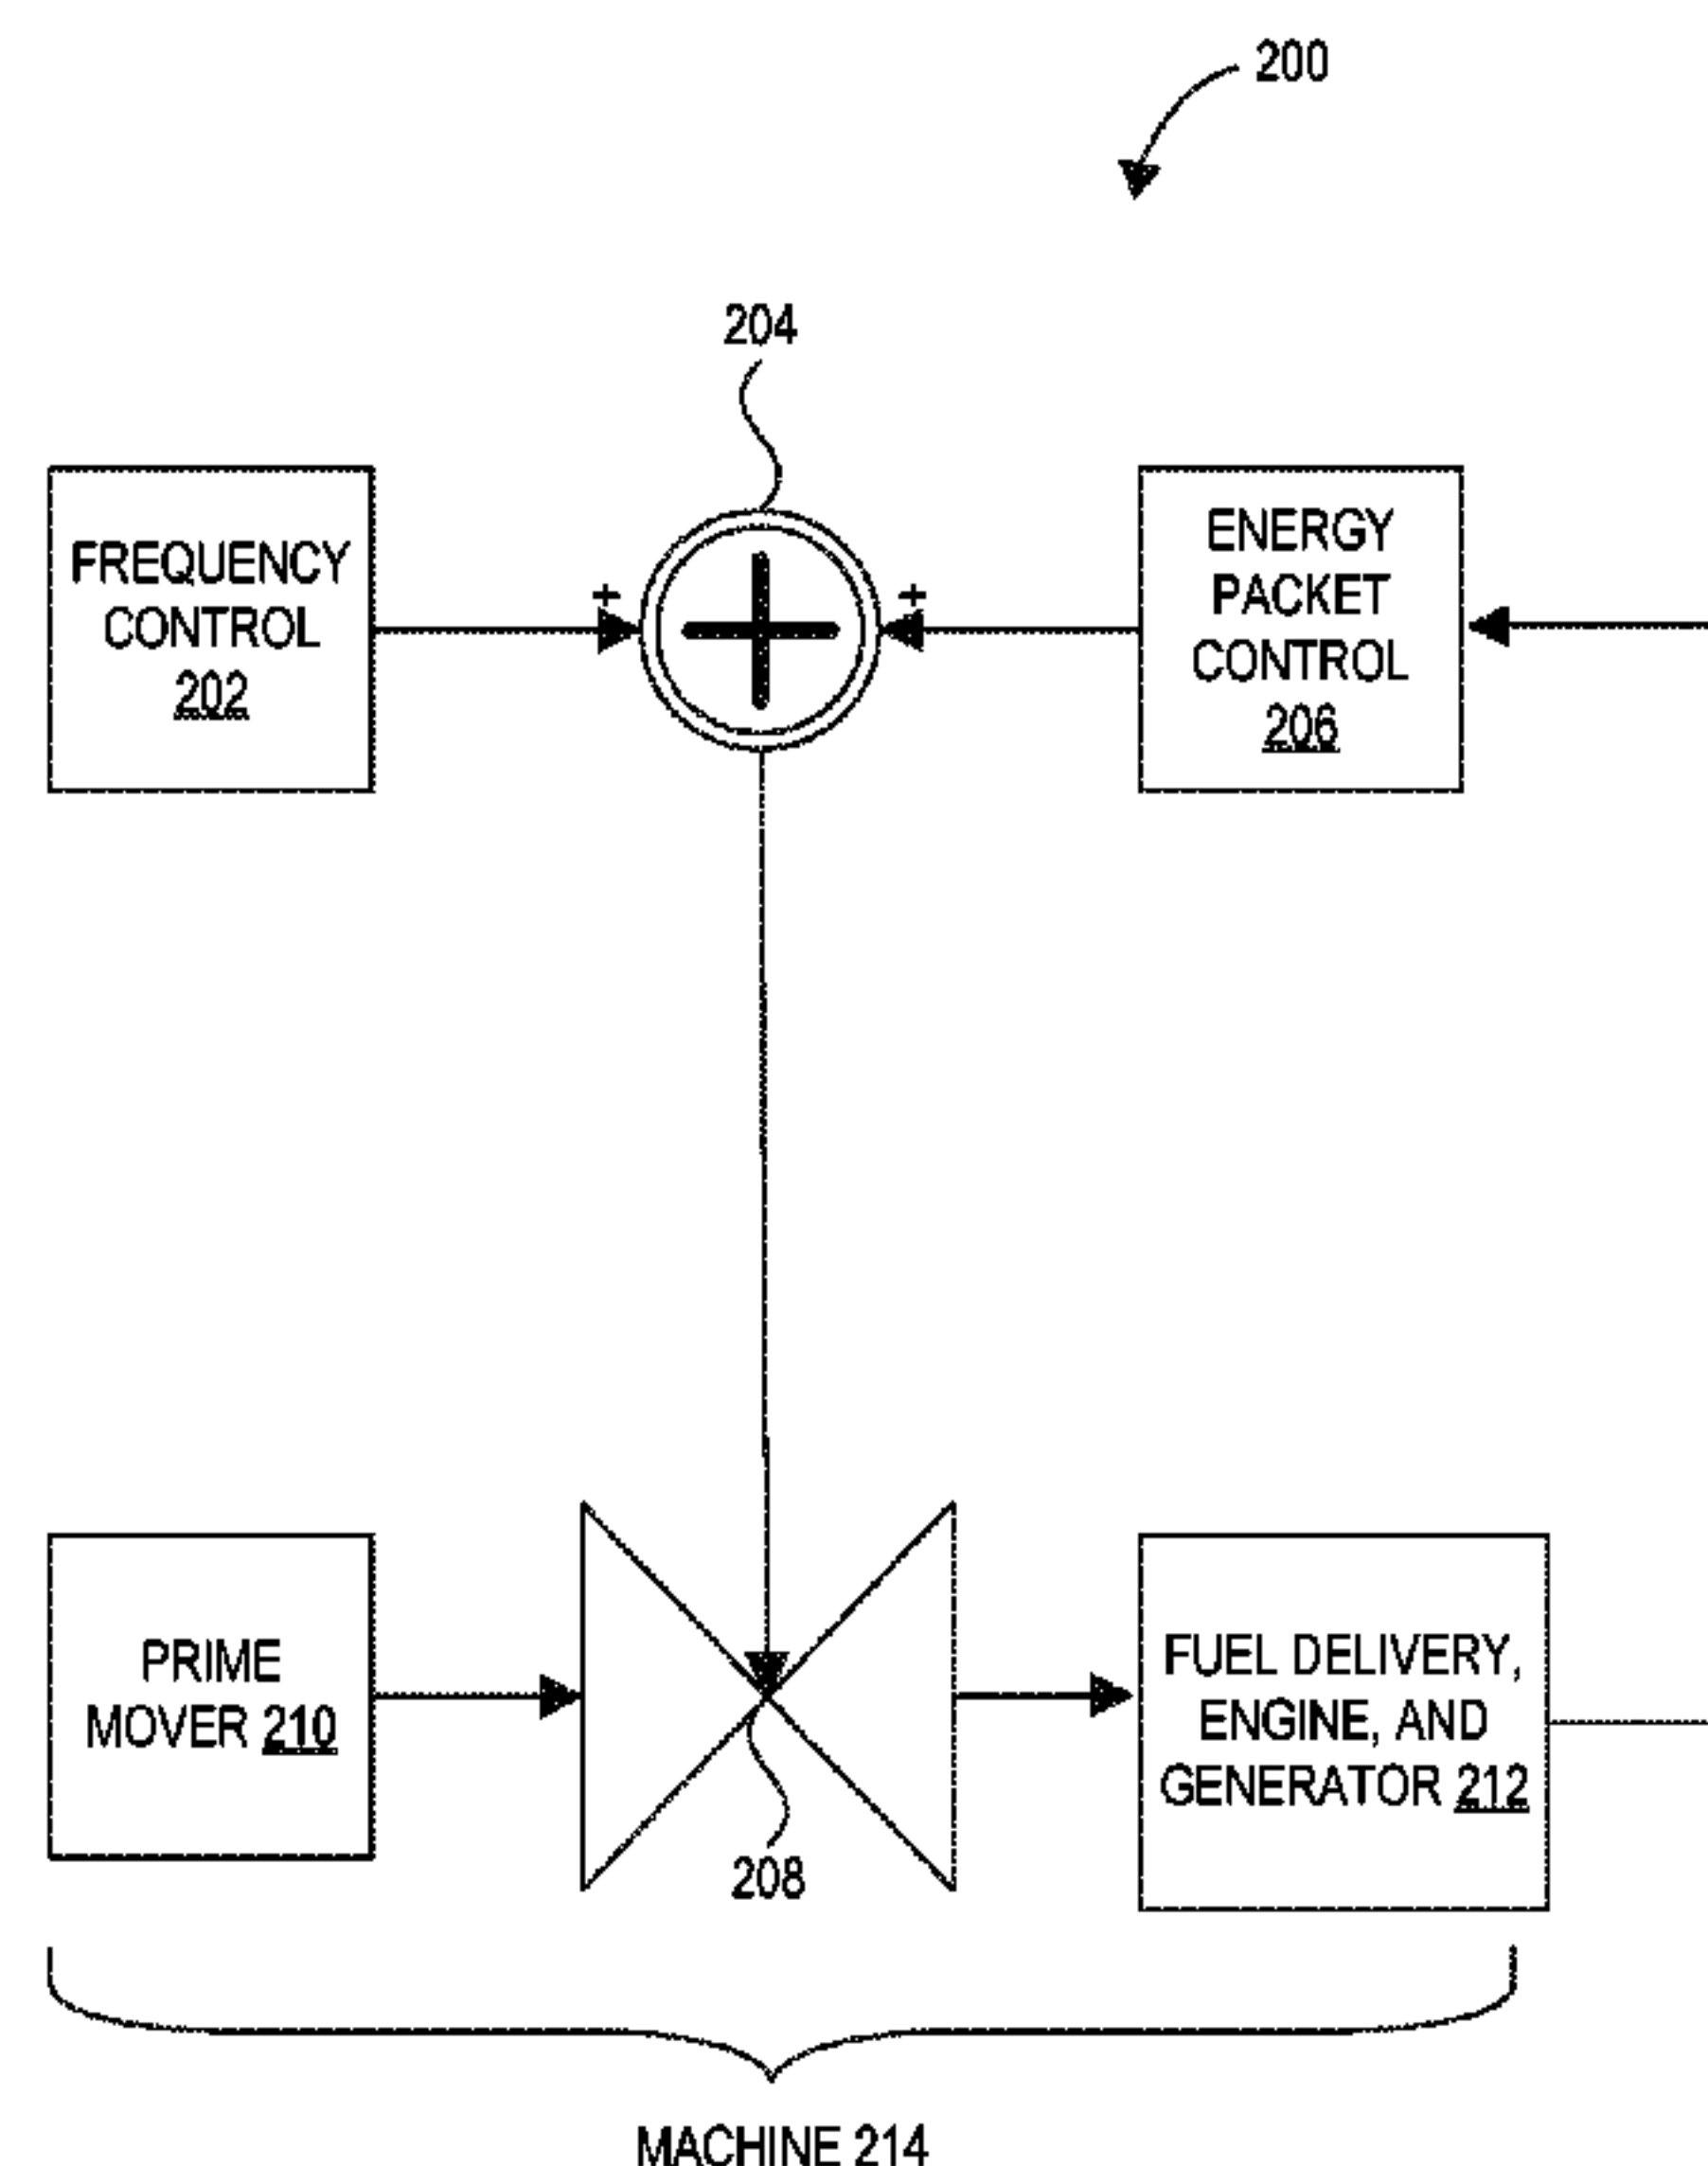 200
204
FREQUENCY
CONTROL
202
+
+
ENERGY
PACKET
CONTROL
206
PRIME
MOVER 210
208
FUEL DELIVERY,
ENGINE, AND
GENERATOR 212
MACHINE 214